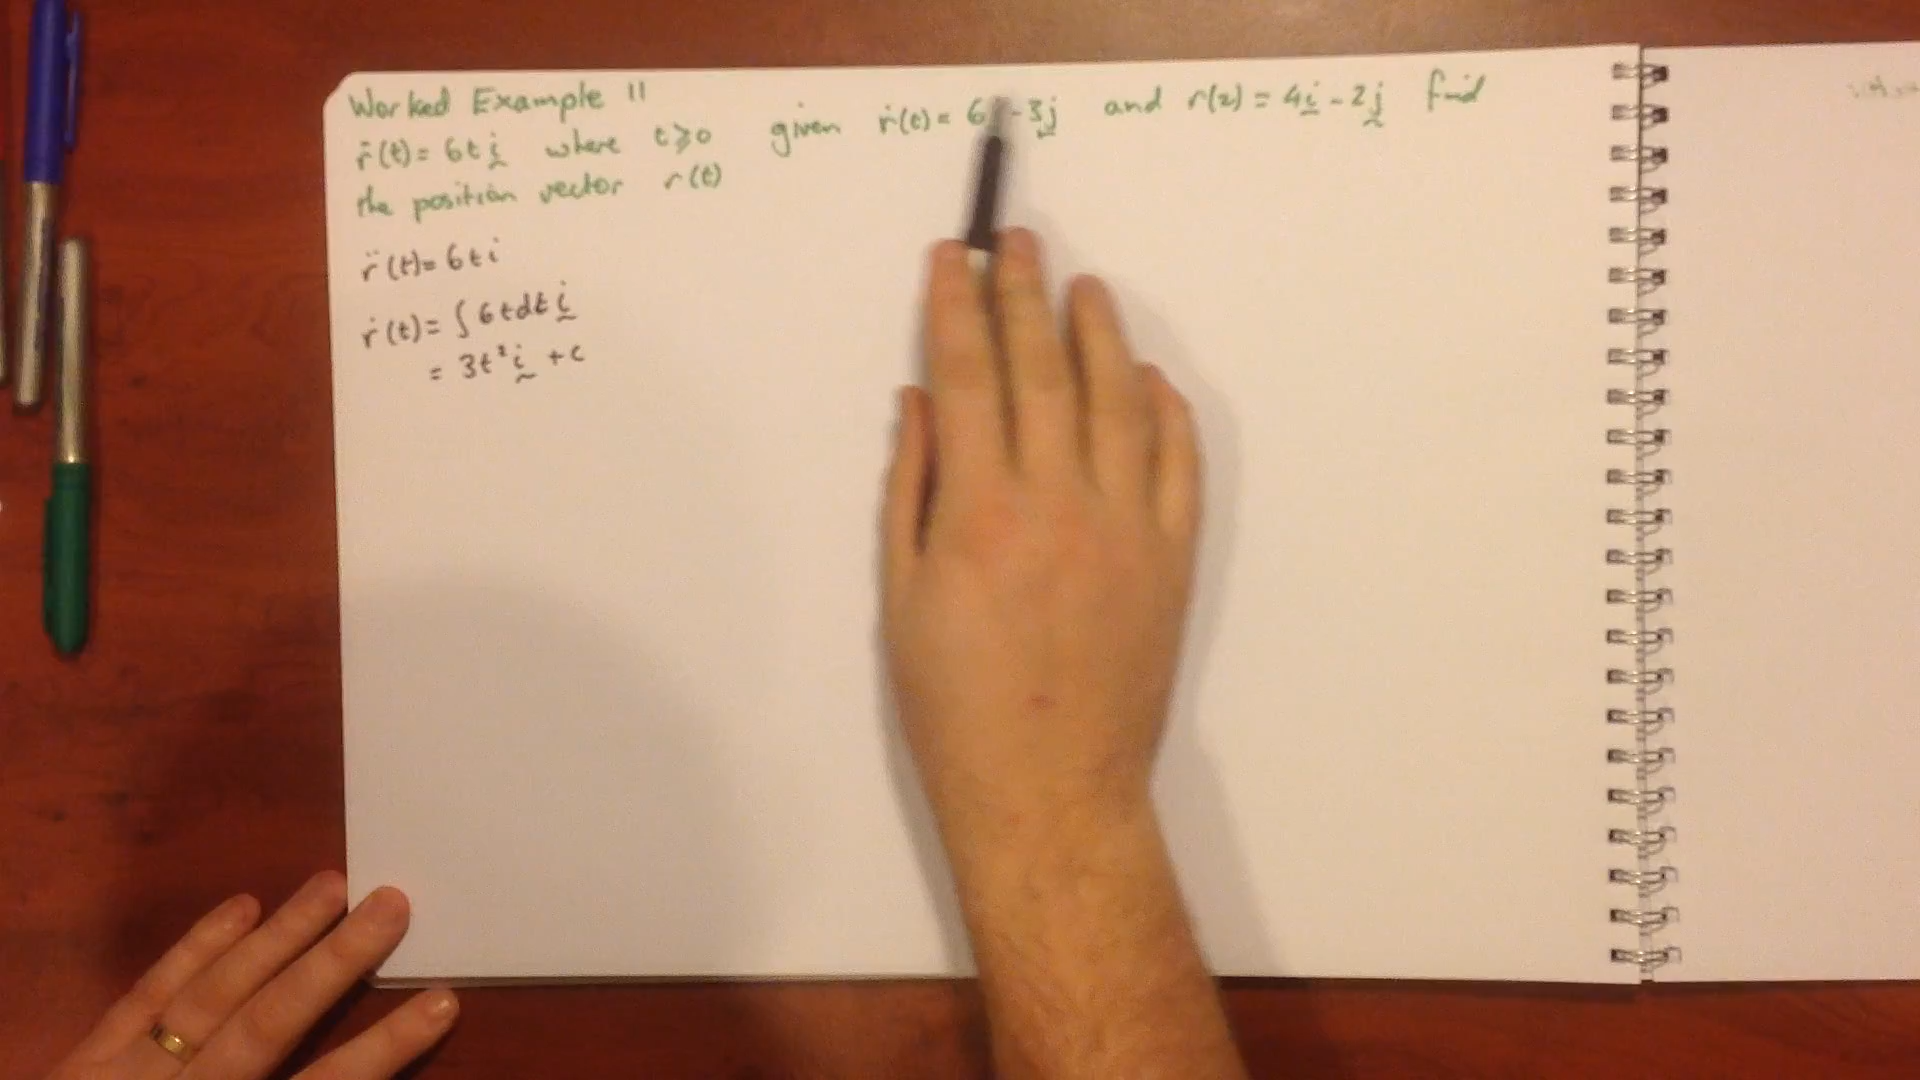 Worked Example 11
r̈(t) = 6t i where t ≥ 0 given ṙ(t) = 6 - 3j and r(2) = 4i - 2j find
the position vector r(t)
r̈(t) = 6t i
ṙ(t) = ∫ 6t dt i
= 3t² i + c